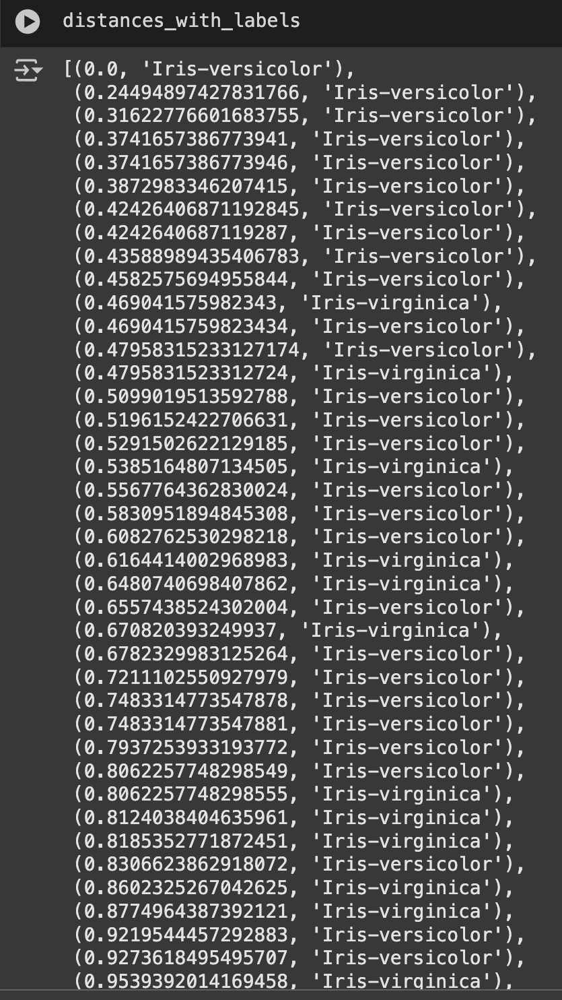 distances_with_labels
[(0.0, 'Iris-versicolor'),
(0.24494897427831766, 'Iris-versicolor'),
(0.31622776601683755, 'Iris-versicolor'),
(0.3741657386773941, 'Iris-versicolor'),
(0.3741657386773946, 'Iris-versicolor'),
(0.3872983346207415, 'Iris-versicolor'),
(0.42426406871192845, 'Iris-versicolor'),
(0.4242640687119287, 'Iris-versicolor'),
(0.43588989435406783, 'Iris-versicolor'),
(0.4582575694955844, 'Iris-versicolor'),
(0.469041575982343, 'Iris-virginica'),
(0.4690415759823434, 'Iris-versicolor'),
(0.47958315233127174, 'Iris-versicolor'),
(0.4795831523312724, 'Iris-virginica'),
(0.5099019513592788, 'Iris-versicolor'),
(0.5196152422706631, 'Iris-versicolor'),
(0.5291502622129185, 'Iris-versicolor'),
(0.5385164807134505, 'Iris-virginica'),
(0.5567764362830024, 'Iris-versicolor'),
(0.5830951894845308, 'Iris-versicolor'),
(0.6082762530298218, 'Iris-versicolor'),
(0.6164414002968983, 'Iris-virginica'),
(0.6480740698407862, 'Iris-virginica'),
(0.6557438524302004, 'Iris-versicolor'),
(0.670820393249937, 'Iris-virginica'),
(0.6782329983125264, 'Iris-versicolor'),
(0.7211102550927979, 'Iris-versicolor'),
(0.7483314773547878, 'Iris-versicolor'),
(0.7483314773547881, 'Iris-versicolor'),
(0.7937253933193772, 'Iris-versicolor'),
(0.8062257748298549, 'Iris-versicolor'),
(0.8062257748298555, 'Iris-virginica'),
(0.8124038404635961, 'Iris-virginica'),
(0.8185352771872451, 'Iris-virginica'),
(0.8306623862918072, 'Iris-versicolor'),
(0.8602325267042625, 'Iris-virginica'),
(0.8774964387392121, 'Iris-virginica'),
(0.9219544457292883, 'Iris-versicolor'),
(0.9273618495495707, 'Iris-versicolor'),
(0.9539392014169458, 'Iris-virginica'),